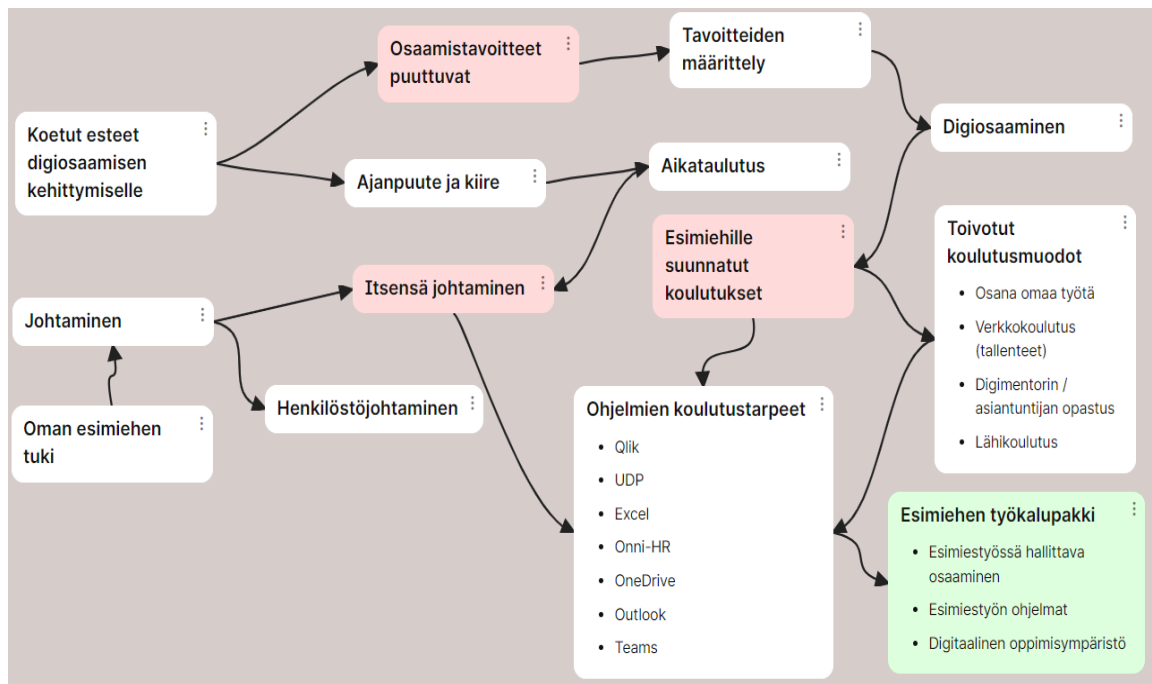 Osaamistavoitteet
puuttuvat
Tavoitteiden
määrittely
Koetut esteet
digiosaamisen
kehittymiselle
Digiosaaminen
Ajanpuute ja kiire
Aikataulutus
Esimiehille
suunnatut
koulutukset
Toivotut
koulutusmuodot
• Osana omaa työtä
• Verkkokoulutus
(tallenteet)
• Digimentorin /
asiantuntijan opastus
• Lähikoulutus
Itsensä johtaminen
Johtaminen
Henkilöstöjohtaminen
Oman esimiehen
tuki
Ohjelmien koulutustarpeet
• Qlik
• UDP
• Excel
• Onni-HR
• OneDrive
• Outlook
• Teams
Esimiehen työkalupakki
• Esimiestyössä hallittava
osaaminen
• Esimiestyön ohjelmat
• Digitaalinen oppimisympäristö